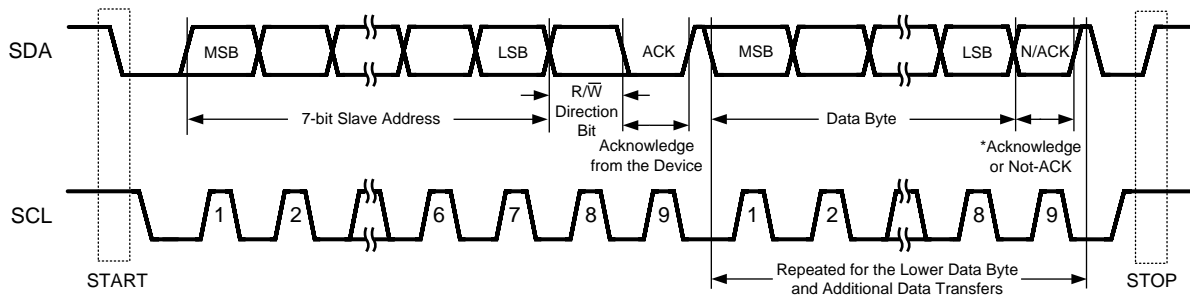 SDA
MSB
LSB
ACK
MSB
LSB
N/ACK
R/W̅
Direction
Bit
7-bit Slave Address
Acknowledge
from the Device
Data Byte
*Acknowledge
or Not-ACK
SCL
1
2
6
7
8
9
1
2
8
9
START
Repeated for the Lower Data Byte
and Additional Data Transfers
STOP